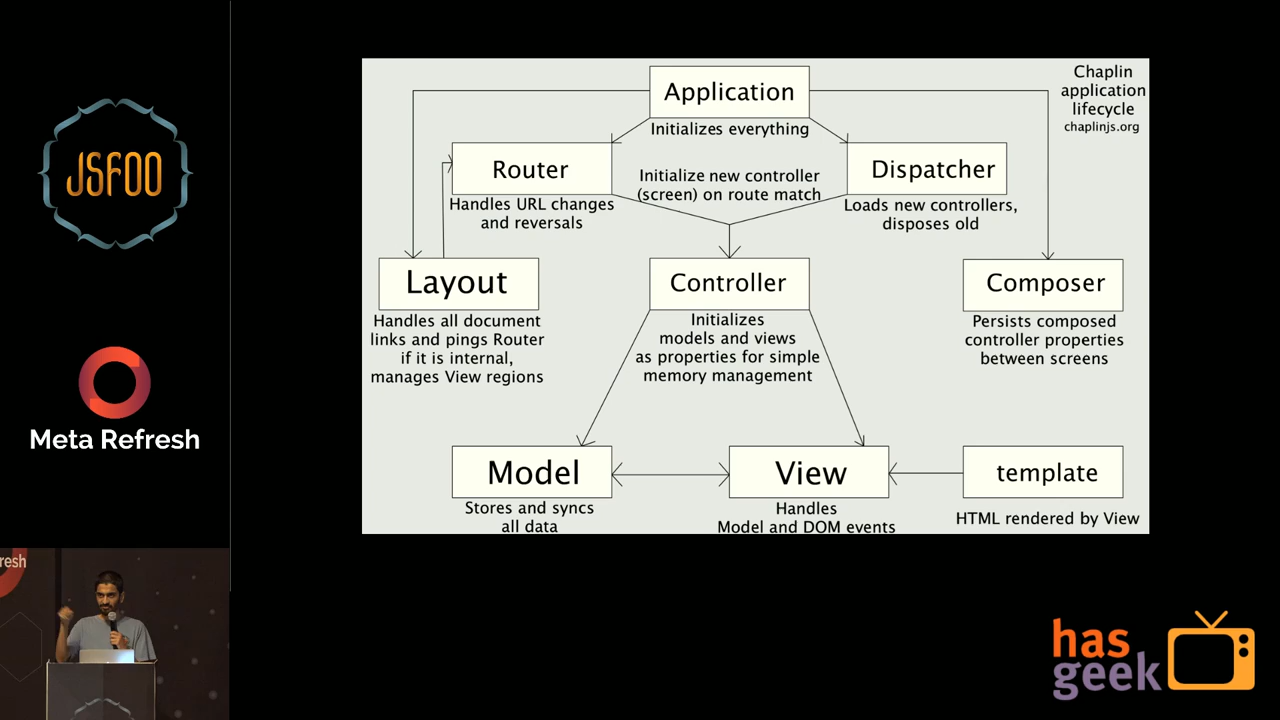 JSFOO
Meta Refresh
resh
Application
Initializes everything
Chaplin
application
lifecycle
chaplinjs.org
Router
Handles URL changes
and reversals
Initialize new controller
(screen) on route match
Dispatcher
Loads new controllers,
disposes old
Layout
Handles all document
links and pings Router
if it is internal,
manages View regions
Controller
Initializes
models and views
as properties for simple
memory management
Composer
Persists composed
controller properties
between screens
Model
Stores and syncs
all data
View
Handles
Model and DOM events
template
HTML rendered by View
has
geek